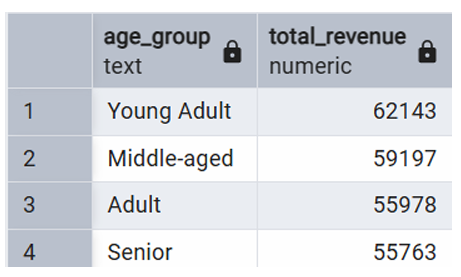 age_group total_revenue
text numeric
1 Young Adult 62143
2 Middle-aged 59197
3 Adult 55978
4 Senior 55763